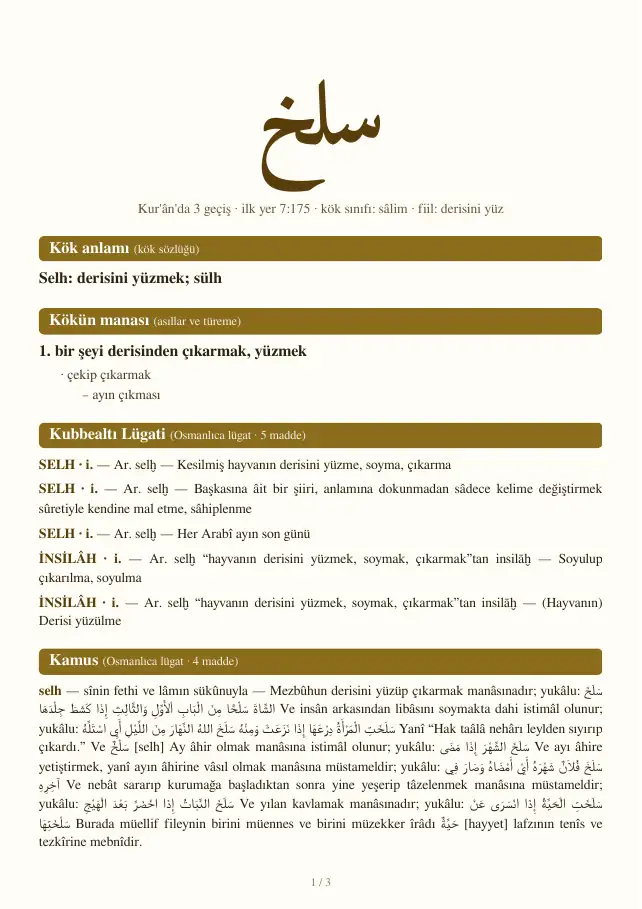 سلخ
Kur'ân'da 3 geçiş · ilk yer 7:175 · kök sınıfı: sâlim · fiil: derisini yüz
Kök anlamı (kök sözlüğü)
Selh: derisini yüzmek; sülh
Kökün manası (asıllar ve türeme)
1. bir şeyi derisinden çıkarmak, yüzmek
· çekip çıkarmak
– ayın çıkması
Kubbealtı Lügati (Osmanlıca lügat · 5 madde)
SELH · i. — Ar. selḫ — Kesilmiş hayvanın derisini yüzme, soyma, çıkarma
SELH · i. — Ar. selḫ — Başkasına âit bir şiiri, anlamına dokunmadan sâdece kelime değiştirmek
sûretiyle kendine mal etme, sâhiplenme
SELH · i. — Ar. selḫ — Her Arabî ayın son günü
İNSİLÂH · i. — Ar. selḫ “hayvanın derisini yüzmek, soymak, çıkarmak”tan insilāḫ — Soyulup
çıkarılma, soyulma
İNSİLÂH · i. — Ar. selḫ “hayvanın derisini yüzmek, soymak, çıkarmak”tan insilāḫ — (Hayvanın)
Derisi yüzülme
Kamus (Osmanlıca lügat · 4 madde)
selh — sînin fethi ve lâmın sükûnuyla — Mezbûhun derisini yüzüp çıkarmak manâsınadır; yukâlu: سَلَخَ
الشَّاةَ سَلْخًا مِنَ الْبَابِ اْلأَوَّلِ وَالثَّالِثِ إِذَا كَشَطَ جِلْدَهَا Ve insân arkasından libâsını soymakta dahi istimâl olunur;
yukâlu: سَلَخَتِ الْمَرْأَةُ دِرْعَهَا إِذَا نَزَعَتْ وَمِنْهُ سَلَخَ اللهُ النَّهَارَ مِنَ اللَّيْلِ أَيِ اسْتَلَّهُ Yanî “Hak taâlâ nehârı leylden sıyırıp
çıkardı.” Ve سَلْخٌ [selh] Ay âhir olmak manâsına istimâl olunur; yukâlu: سَلَخَ الشَّهْرَ إِذَا مَضَى Ve ayı âhire
yetiştirmek, yanî ayın âhirine vâsıl olmak manâsına müstameldir; yukâlu: سَلَخَ فُلاَنٌ شَهْرَهُ أَيْ أَمْضَاهُ وَصَارَ فِي
آخِرِهِ Ve nebât sararıp kurumağa başladıktan sonra yine yeşerip tâzelenmek manâsına müstameldir;
yukâlu: سَلَخَ النَّبَاتُ إِذَا اخْضَرَّ بَعْدَ الْهَيْجِ Ve yılan kavlamak manâsınadır; yukâlu: سَلَخَتِ الْحَيَّةُ إِذَا انْسَرَى عَنْ
سَلْخَتِهَا Burada müellif fileynin birini müennes ve birini müzekker îrâdı حَيَّةٌ [hayyet] lafzının tenîs ve
tezkîrine mebnîdir.
1 / 3